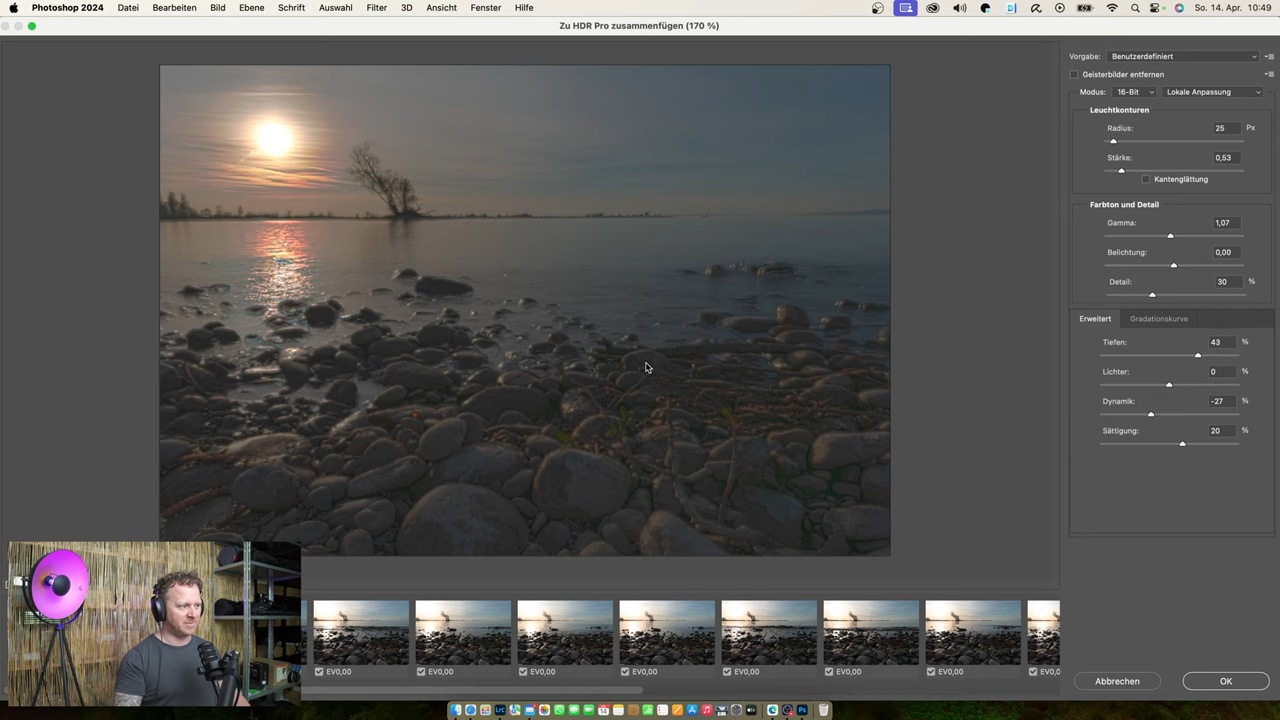 Photoshop 2024 Datei Bearbeiten Bild Ebene Schrift Auswahl Filter 3D Ansicht Fenster Hilfe So. 14. Apr. 10:49
Zu HDR Pro zusammenfügen (170 %)
Vorgabe: Benutzerdefiniert
Geisterbilder entfernen
Modus: 16-Bit Lokale Anpassung
Leuchtkonturen
Radius: 25 Px
Stärke: 0,53
Kantenglättung
Farbton und Detail
Gamma: 1,07
Belichtung: 0,00
Detail: 30 %
Erweitert Gradationskurve
Tiefen: 43 %
Lichter: 0 %
Dynamik: -27 %
Sättigung: 20 %
EV0,00 EV0,00 EV0,00 EV0,00 EV0,00 EV0,00 EV0,00
Abbrechen OK